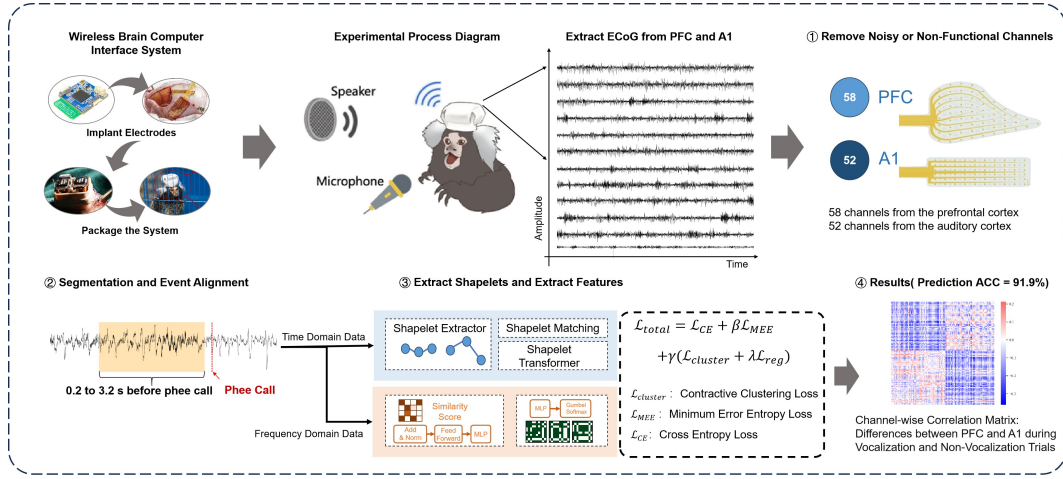 Wireless Brain Computer
Interface System
Implant Electrodes
Package the System
Experimental Process Diagram
Speaker
Microphone
Extract ECoG from PFC and A1
Amplitude
Time
① Remove Noisy or Non-Functional Channels
58
PFC
52
A1
58 channels from the prefrontal cortex
52 channels from the auditory cortex
② Segmentation and Event Alignment
0.2 to 3.2 s before phee call
Phee Call
Time Domain Data
Frequency Domain Data
③ Extract Shapelets and Extract Features
Shapelet Extractor
Shapelet Matching
Shapelet
Transformer
Similarity
Score
Add
& Norm
Feed
Forward
MLP
MLP
Gumbel
Softmax
ℒ_total = ℒ_CE + βℒ_MEE
+γ(ℒ_cluster + λℒ_reg)
ℒ_cluster: Contractive Clustering Loss
ℒ_MEE: Minimum Error Entropy Loss
ℒ_CE: Cross Entropy Loss
④ Results( Prediction ACC = 91.9%)
Channel-wise Correlation Matrix:
Differences between PFC and A1 during
Vocalization and Non-Vocalization Trials